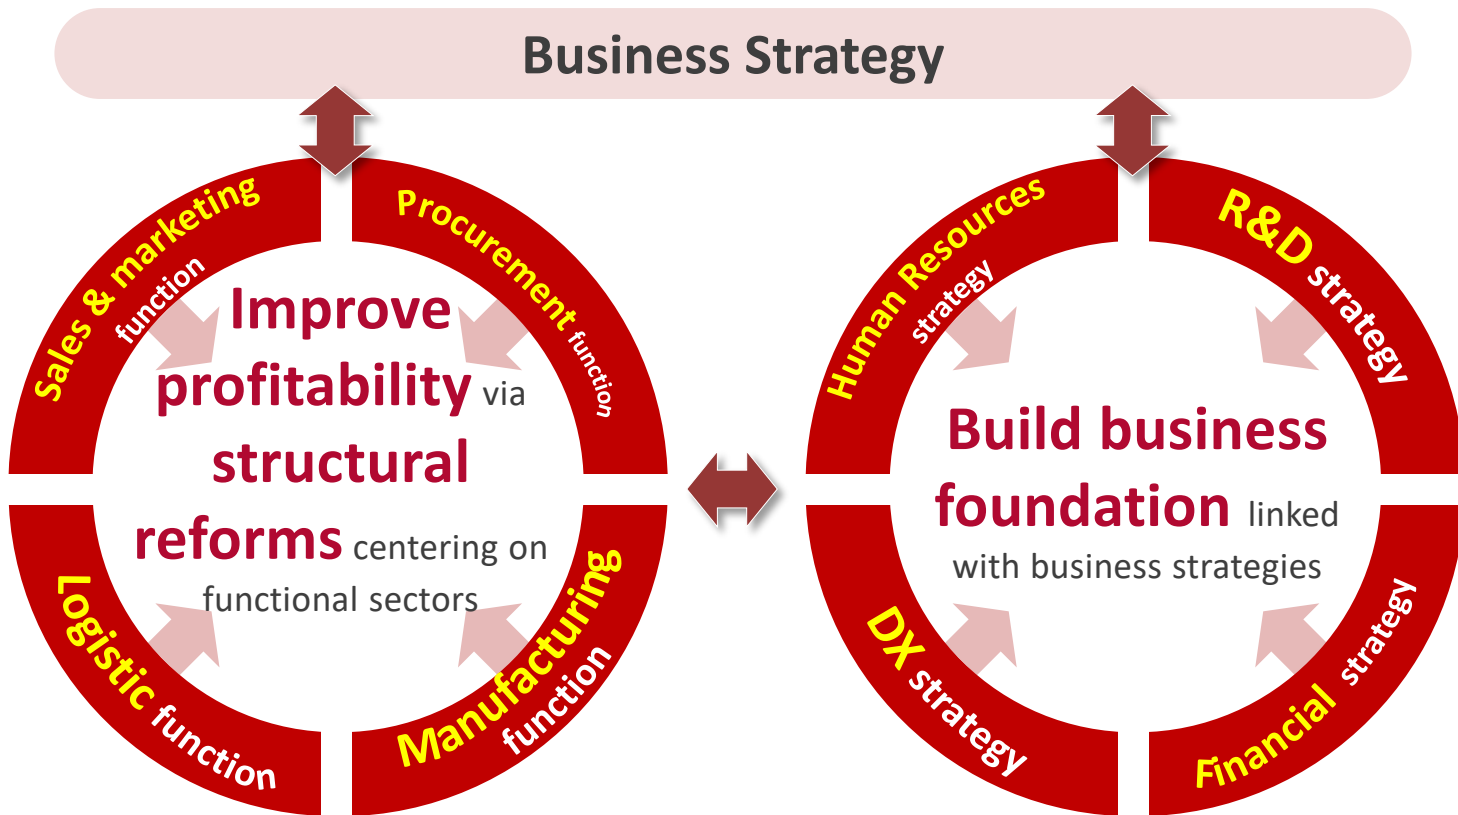 Business Strategy
Sales & marketing
function
Procurement function
Improve
profitability via
structural
reforms centering on
functional sectors
Logistic function
Manufacturing
function
Human Resources
strategy
R&D strategy
Build business
foundation linked
with business strategies
DX strategy
Financial strategy